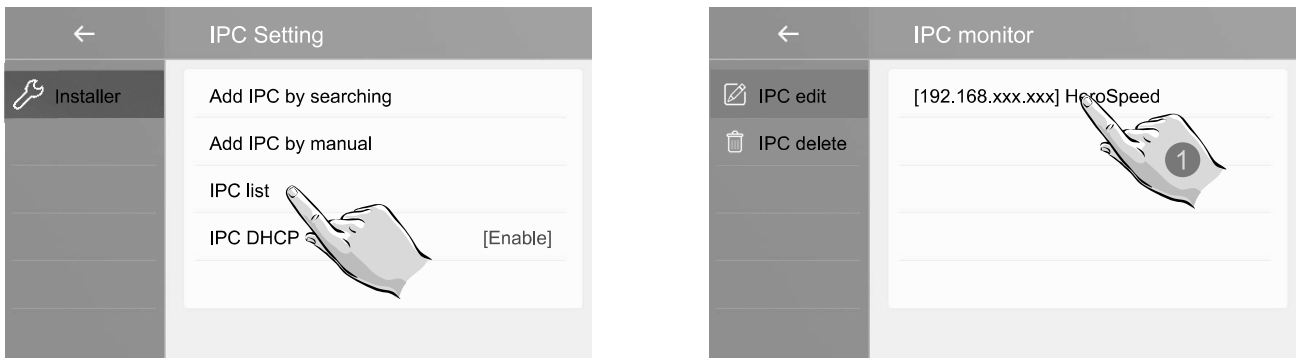 IPC Setting
Installer
Add IPC by searching
Add IPC by manual
IPC list
IPC DHCP [Enable]
IPC monitor
IPC edit
IPC delete
[192.168.xxx.xxx] HeroSpeed
1